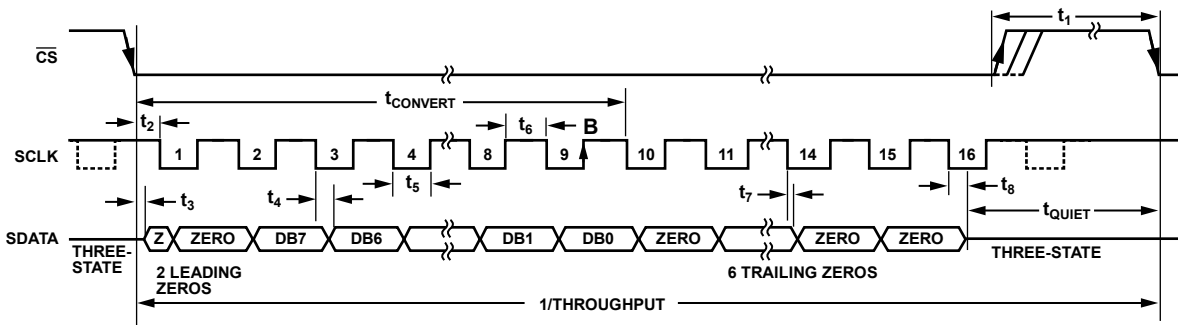 t1
CS
tCONVERT
t2
t6
B
SCLK
1
2
3
4
8
9
10
11
14
15
16
t3
t4
t5
t7
t8
tQUIET
SDATA
Z
ZERO
DB7
DB6
DB1
DB0
ZERO
ZERO
ZERO
THREE-
STATE
2 LEADING
ZEROS
6 TRAILING ZEROS
THREE-STATE
1/THROUGHPUT